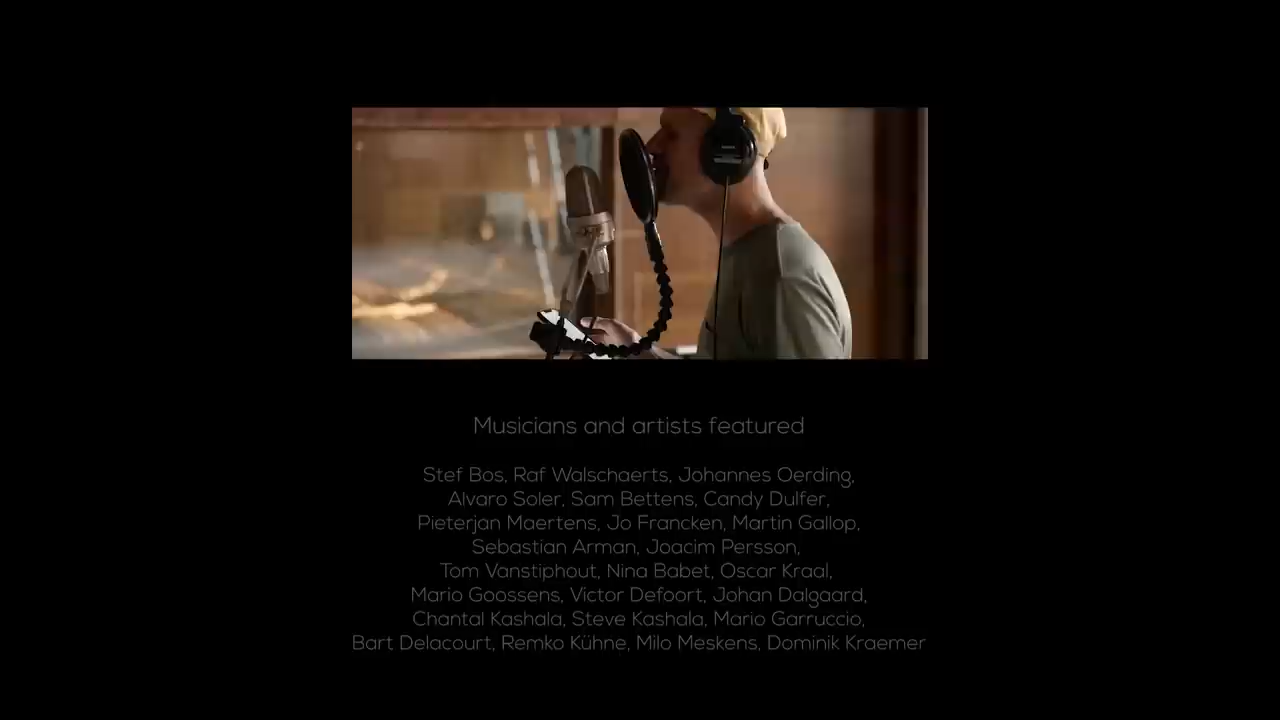 Musicians and artists featured
Stef Bos, Raf Walschaerts, Johannes Oerding,
Alvaro Soler, Sam Bettens, Candy Dulfer,
Pieterjan Maertens, Jo Francken, Martin Gallop,
Sebastian Arman, Joacim Persson,
Tom Vanstiphout, Nina Babet, Oscar Kraal,
Mario Goossens, Victor Defoort, Johan Dalgaard,
Chantal Kashala, Steve Kashala, Mario Garruccio,
Bart Delacourt, Remko Kühne, Milo Meskens, Dominik Kraemer